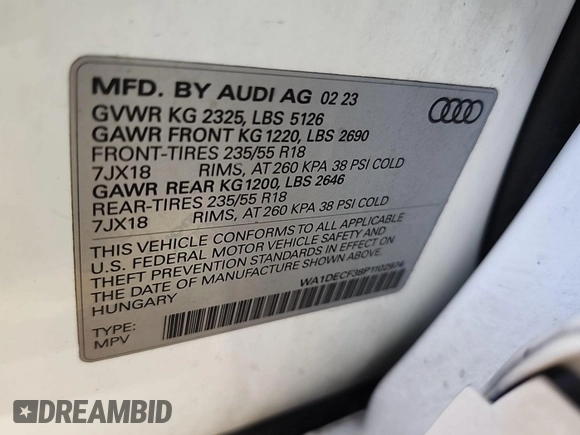 MFD. BY AUDI AG 02 23
GVWR KG 2325, LBS 5126
GAWR FRONT KG 1220, LBS 2690
FRONT-TIRES 235/55 R18
7JX18 RIMS, AT 260 KPA 38 PSI COLD
GAWR REAR KG 1200, LBS 2646
REAR-TIRES 235/55 R18
7JX18 RIMS, AT 260 KPA 38 PSI COLD
THIS VEHICLE CONFORMS TO ALL APPLICABLE
U.S. FEDERAL MOTOR VEHICLE SAFETY AND
THEFT PREVENTION STANDARDS IN EFFECT ON
THE DATE OF MANUFACTURE SHOWN ABOVE.
HUNGARY
WA1DECF38P1102974
TYPE:
MPV
DREAMBID